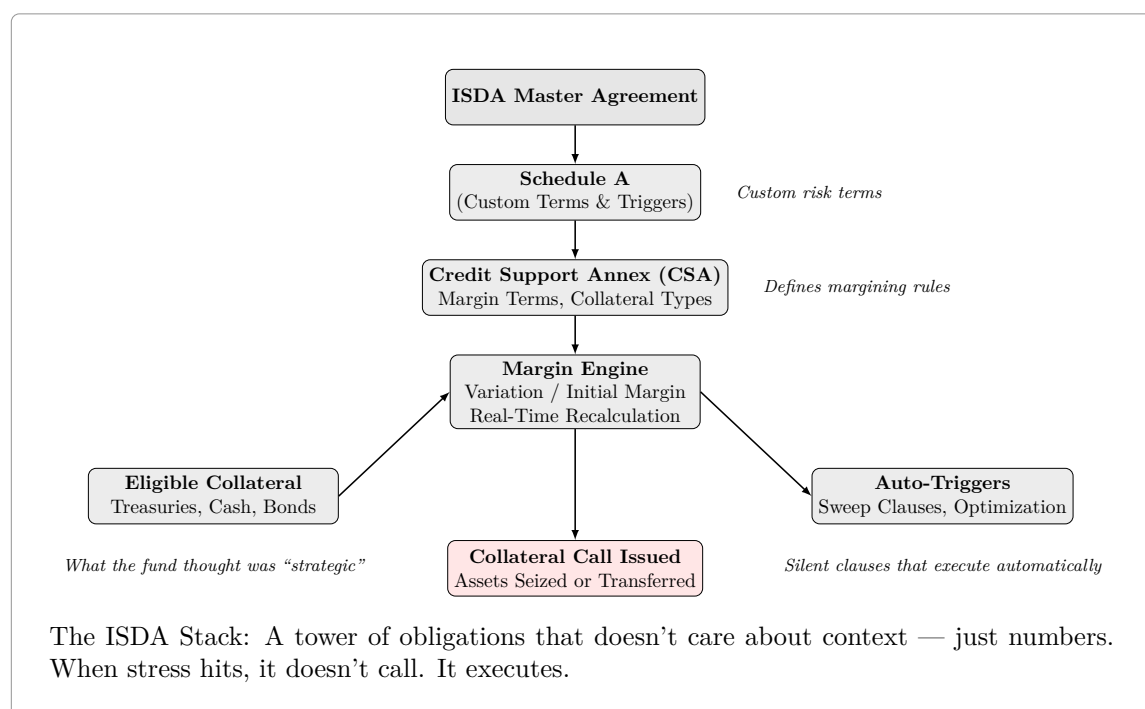 ISDA Master Agreement
Schedule A
(Custom Terms & Triggers)
Custom risk terms
Credit Support Annex (CSA)
Margin Terms, Collateral Types
Defines margining rules
Margin Engine
Variation / Initial Margin
Real-Time Recalculation
Eligible Collateral
Treasuries, Cash, Bonds
What the fund thought was “strategic”
Auto-Triggers
Sweep Clauses, Optimization
Silent clauses that execute automatically
Collateral Call Issued
Assets Seized or Transferred
The ISDA Stack: A tower of obligations that doesn’t care about context — just numbers.
When stress hits, it doesn’t call. It executes.